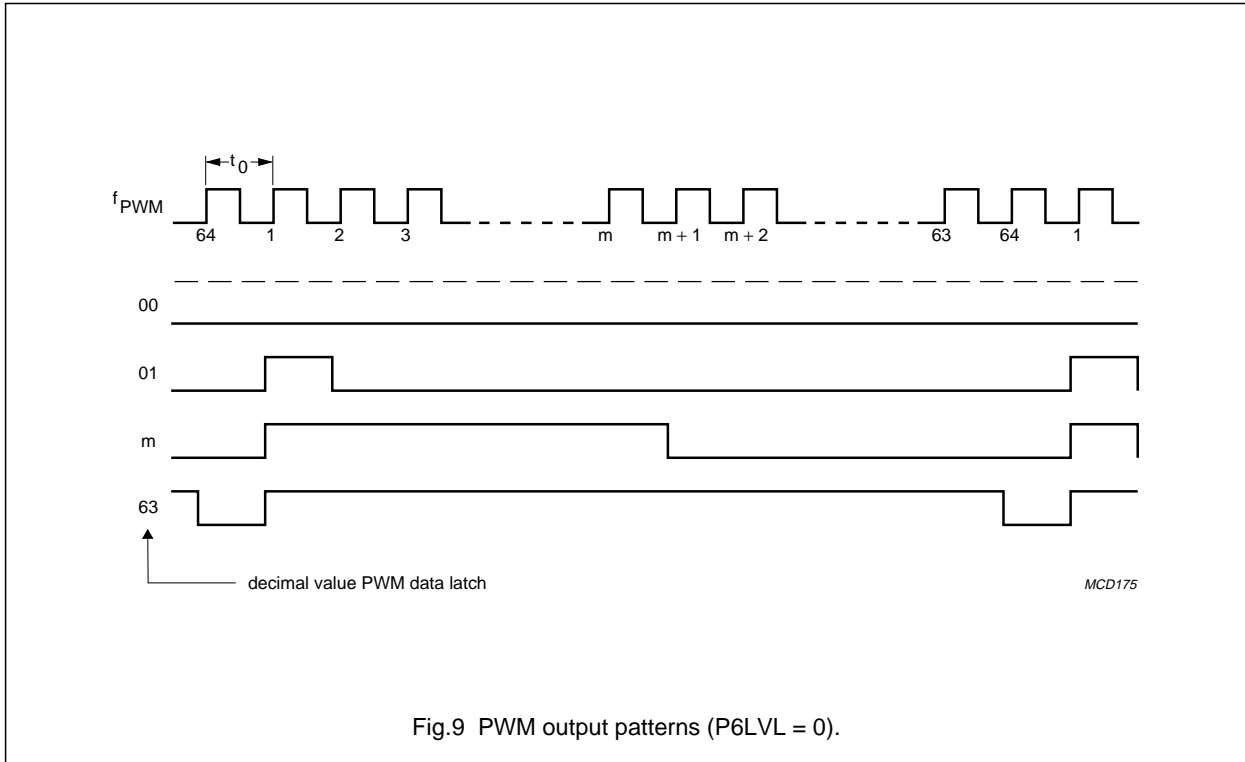 t0
fPWM
64 1 2 3 m m + 1 m + 2 63 64 1
00
01
m
63
decimal value PWM data latch
MCD175
Fig.9 PWM output patterns (P6LVL = 0).